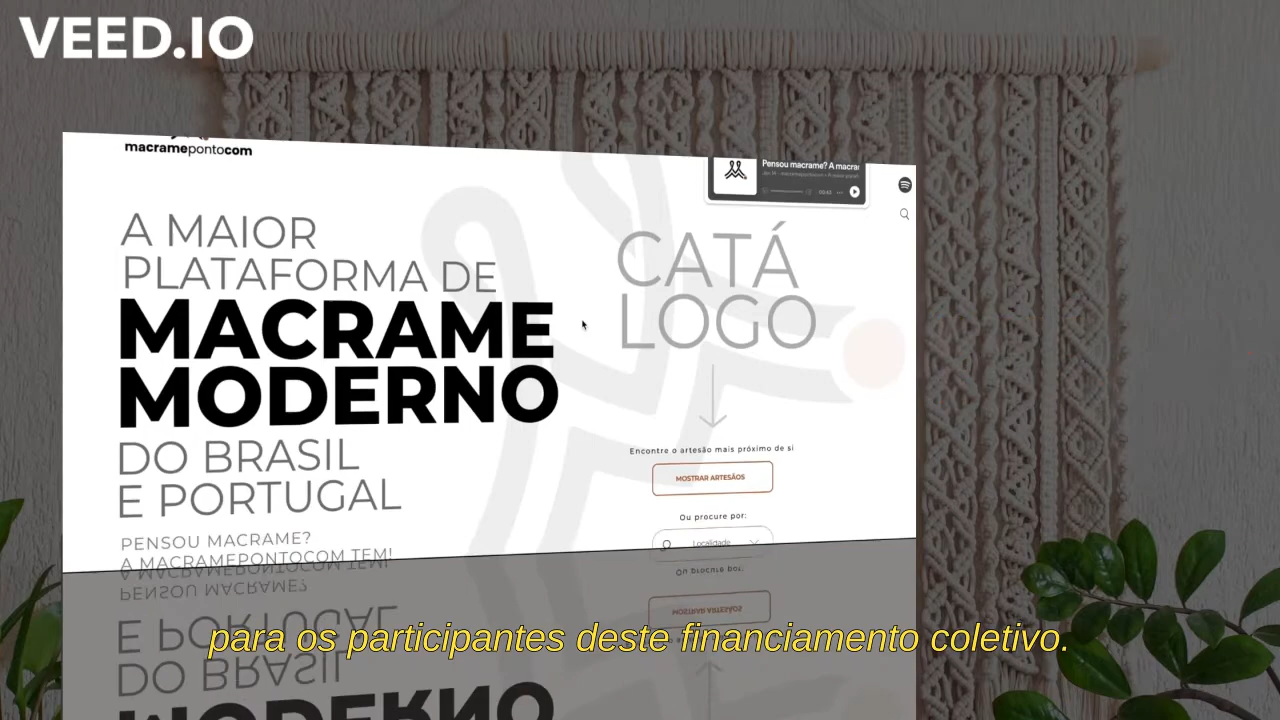 VEED.IO
macramepontocom
Pensou macrame? A macra
A MAIOR
PLATAFORMA DE
MACRAME
MODERNO
DO BRASIL
E PORTUGAL
PENSOU MACRAME?
A MACRAMEPONTOCOM TEM!
CATÁ
LOGO
Encontre o artesão mais próximo de si
MOSTRAR ARTESÃOS
Ou procure por:
Localidade
para os participantes deste financiamento coletivo.